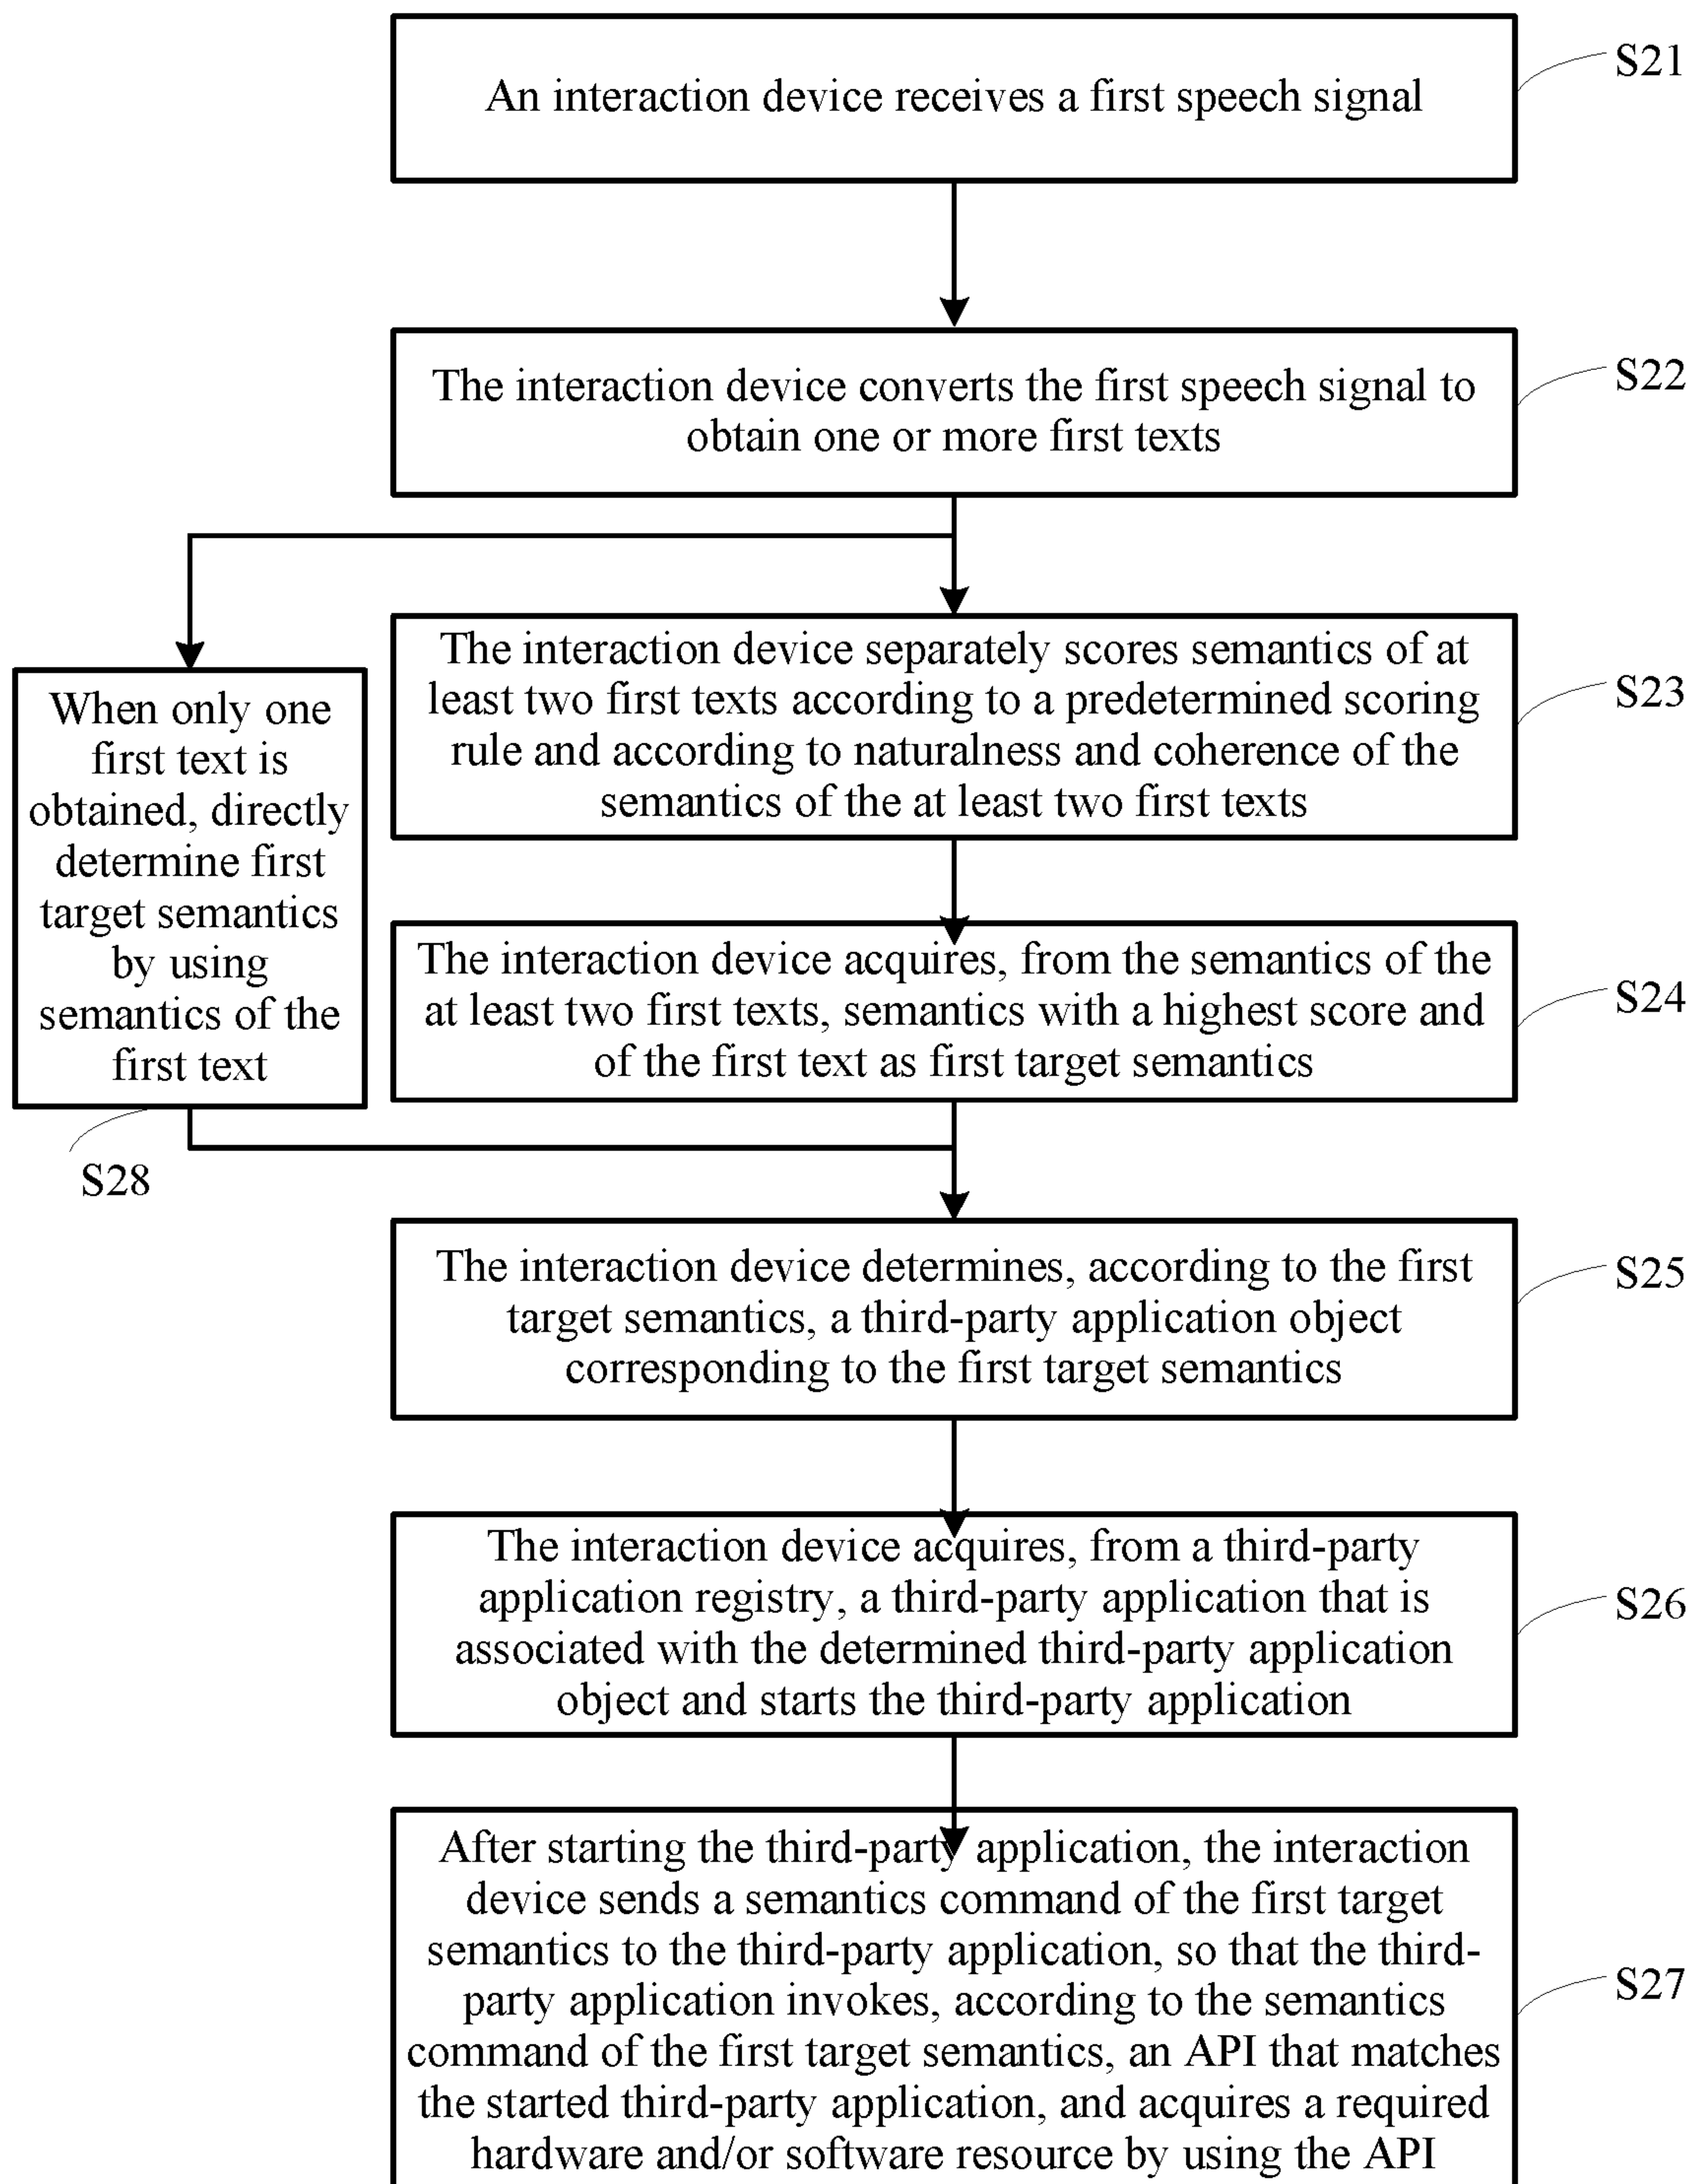 An interaction device receives a first speech signal
S21
The interaction device converts the first speech signal to
obtain one or more first texts
S22
The interaction device separately scores semantics of at
least two first texts according to a predetermined scoring
rule and according to naturalness and coherence of the
semantics of the at least two first texts
S23
When only one
first text is
obtained, directly
determine first
target semantics
by using
semantics of the
first text
S28
The interaction device acquires, from the semantics of the
at least two first texts, semantics with a highest score and
of the first text as first target semantics
S24
The interaction device determines, according to the first
target semantics, a third-party application object
corresponding to the first target semantics
S25
The interaction device acquires, from a third-party
application registry, a third-party application that is
associated with the determined third-party application
object and starts the third-party application
S26
After starting the third-party application, the interaction
device sends a semantics command of the first target
semantics to the third-party application, so that the third-
party application invokes, according to the semantics
command of the first target semantics, an API that matches
the started third-party application, and acquires a required
hardware and/or software resource by using the API
S27